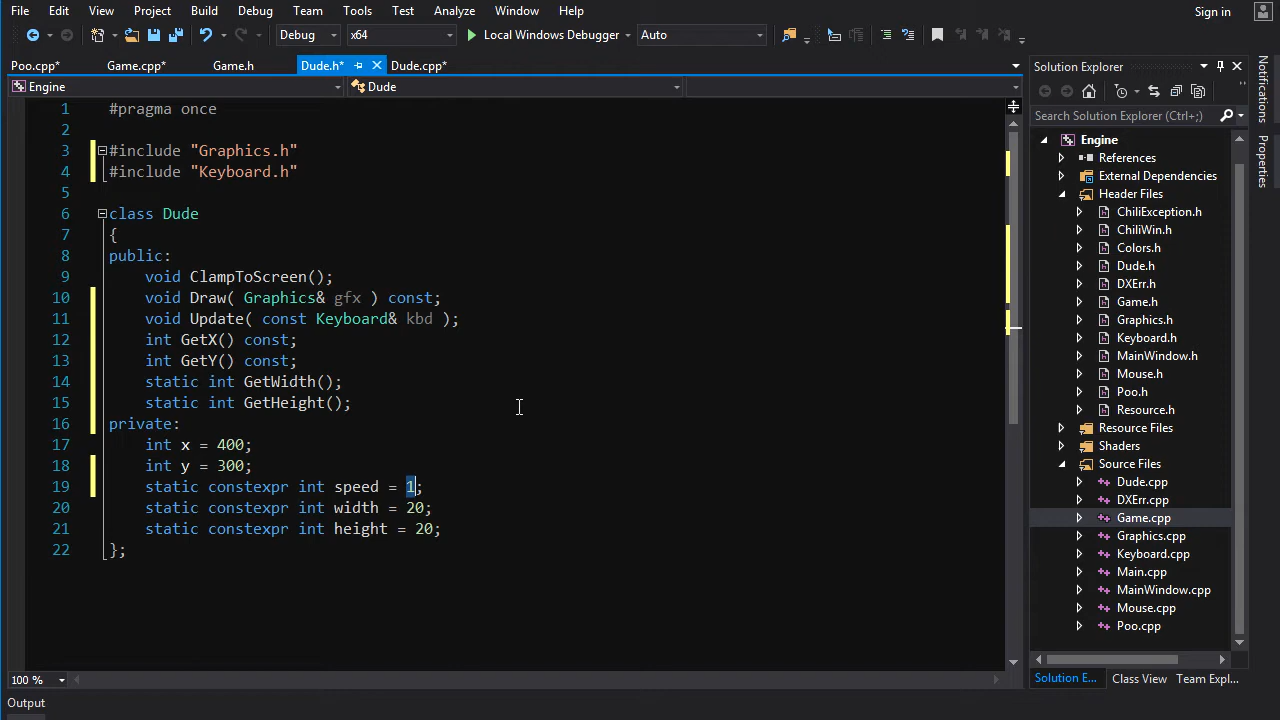 File Edit View Project Build Debug Team Tools Test Analyze Window Help Sign in
Debug x64 Local Windows Debugger Auto
Poo.cpp* Game.cpp* Game.h Dude.h* Dude.cpp*
Engine Dude
1 #pragma once
2
3 #include "Graphics.h"
4 #include "Keyboard.h"
5
6 class Dude
7 {
8 public:
9 void ClampToScreen();
10 void Draw( Graphics& gfx ) const;
11 void Update( const Keyboard& kbd );
12 int GetX() const;
13 int GetY() const;
14 static int GetWidth();
15 static int GetHeight();
16 private:
17 int x = 400;
18 int y = 300;
19 static constexpr int speed = 1;
20 static constexpr int width = 20;
21 static constexpr int height = 20;
22 };
100 %
Output
Solution Explorer
Search Solution Explorer (Ctrl+;)
Engine
References
External Dependencies
Header Files
ChiliException.h
ChiliWin.h
Colors.h
Dude.h
DXErr.h
Game.h
Graphics.h
Keyboard.h
MainWindow.h
Mouse.h
Poo.h
Resource.h
Resource Files
Shaders
Source Files
Dude.cpp
DXErr.cpp
Game.cpp
Graphics.cpp
Keyboard.cpp
Main.cpp
MainWindow.cpp
Mouse.cpp
Poo.cpp
Solution E... Class View Team Expl...
Notifications
Properties